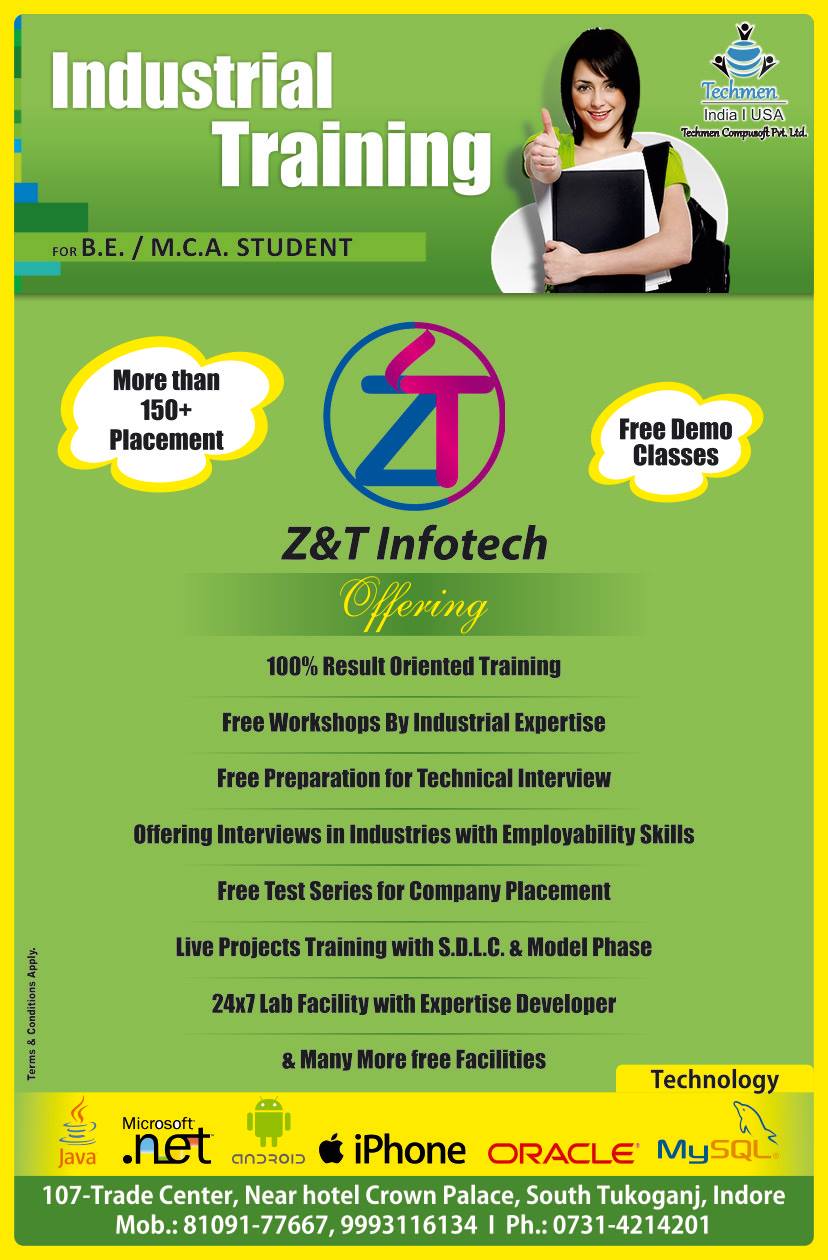 Industrial
Training
FOR B.E. / M.C.A. STUDENT
Techmen
India I USA
Techmen Compusoft Pvt. Ltd.
More than
150+
Placement
Free Demo
Classes
ZT
Z&T Infotech
Offering
100% Result Oriented Training
Free Workshops By Industrial Expertise
Free Preparation for Technical Interview
Offering Interviews in Industries with Employability Skills
Free Test Series for Company Placement
Live Projects Training with S.D.L.C. & Model Phase
24x7 Lab Facility with Expertise Developer
& Many More free Facilities
Terms & Conditions Apply.
Technology
Java
Microsoft
.net
android
iPhone
ORACLE
MySQL
107-Trade Center, Near hotel Crown Palace, South Tukoganj, Indore
Mob.: 81091-77667, 9993116134 I Ph.: 0731-4214201